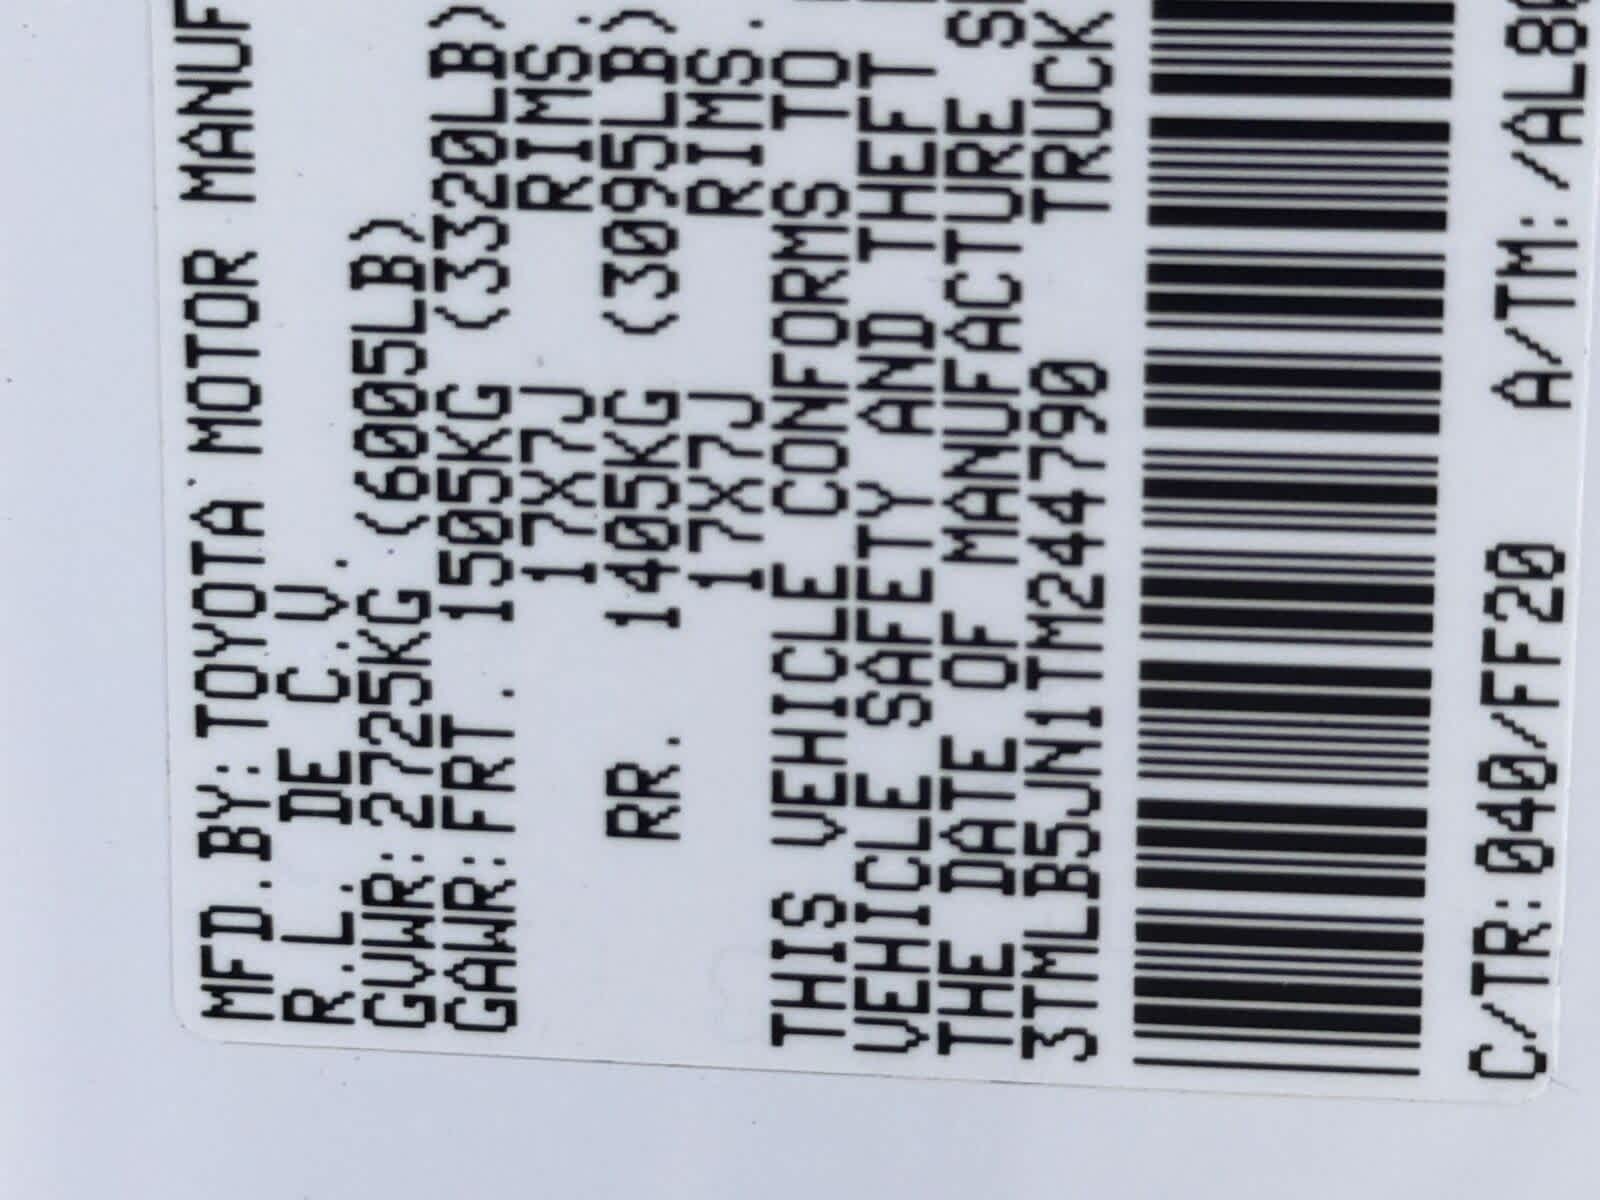 MFD.BY:TOYOTA MOTOR MANUF
R.L. DE C.V.
GVWR:2725KG (6005LB)
GAWR:FRT. 1505KG (3320LB)
17X7J RIMS.
RR. 1405KG (3095LB)
17X7J RIMS.
THIS VEHICLE CONFORMS TO
VEHICLE SAFETY AND THEFT
THE DATE OF MANUFACTURE S
3TMLB5JN1TM244790 TRUCK
C/TR:040/FF20 A/TM:/AL8